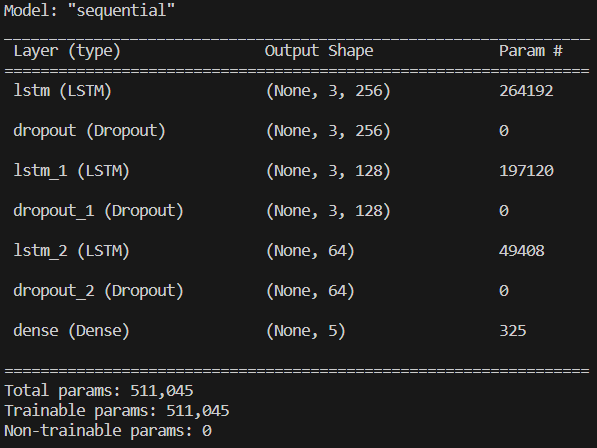 Model: "sequential"
_________________________________________________________________
Layer (type) Output Shape Param #
=================================================================
lstm (LSTM) (None, 3, 256) 264192
dropout (Dropout) (None, 3, 256) 0
lstm_1 (LSTM) (None, 3, 128) 197120
dropout_1 (Dropout) (None, 3, 128) 0
lstm_2 (LSTM) (None, 64) 49408
dropout_2 (Dropout) (None, 64) 0
dense (Dense) (None, 5) 325
=================================================================
Total params: 511,045
Trainable params: 511,045
Non-trainable params: 0